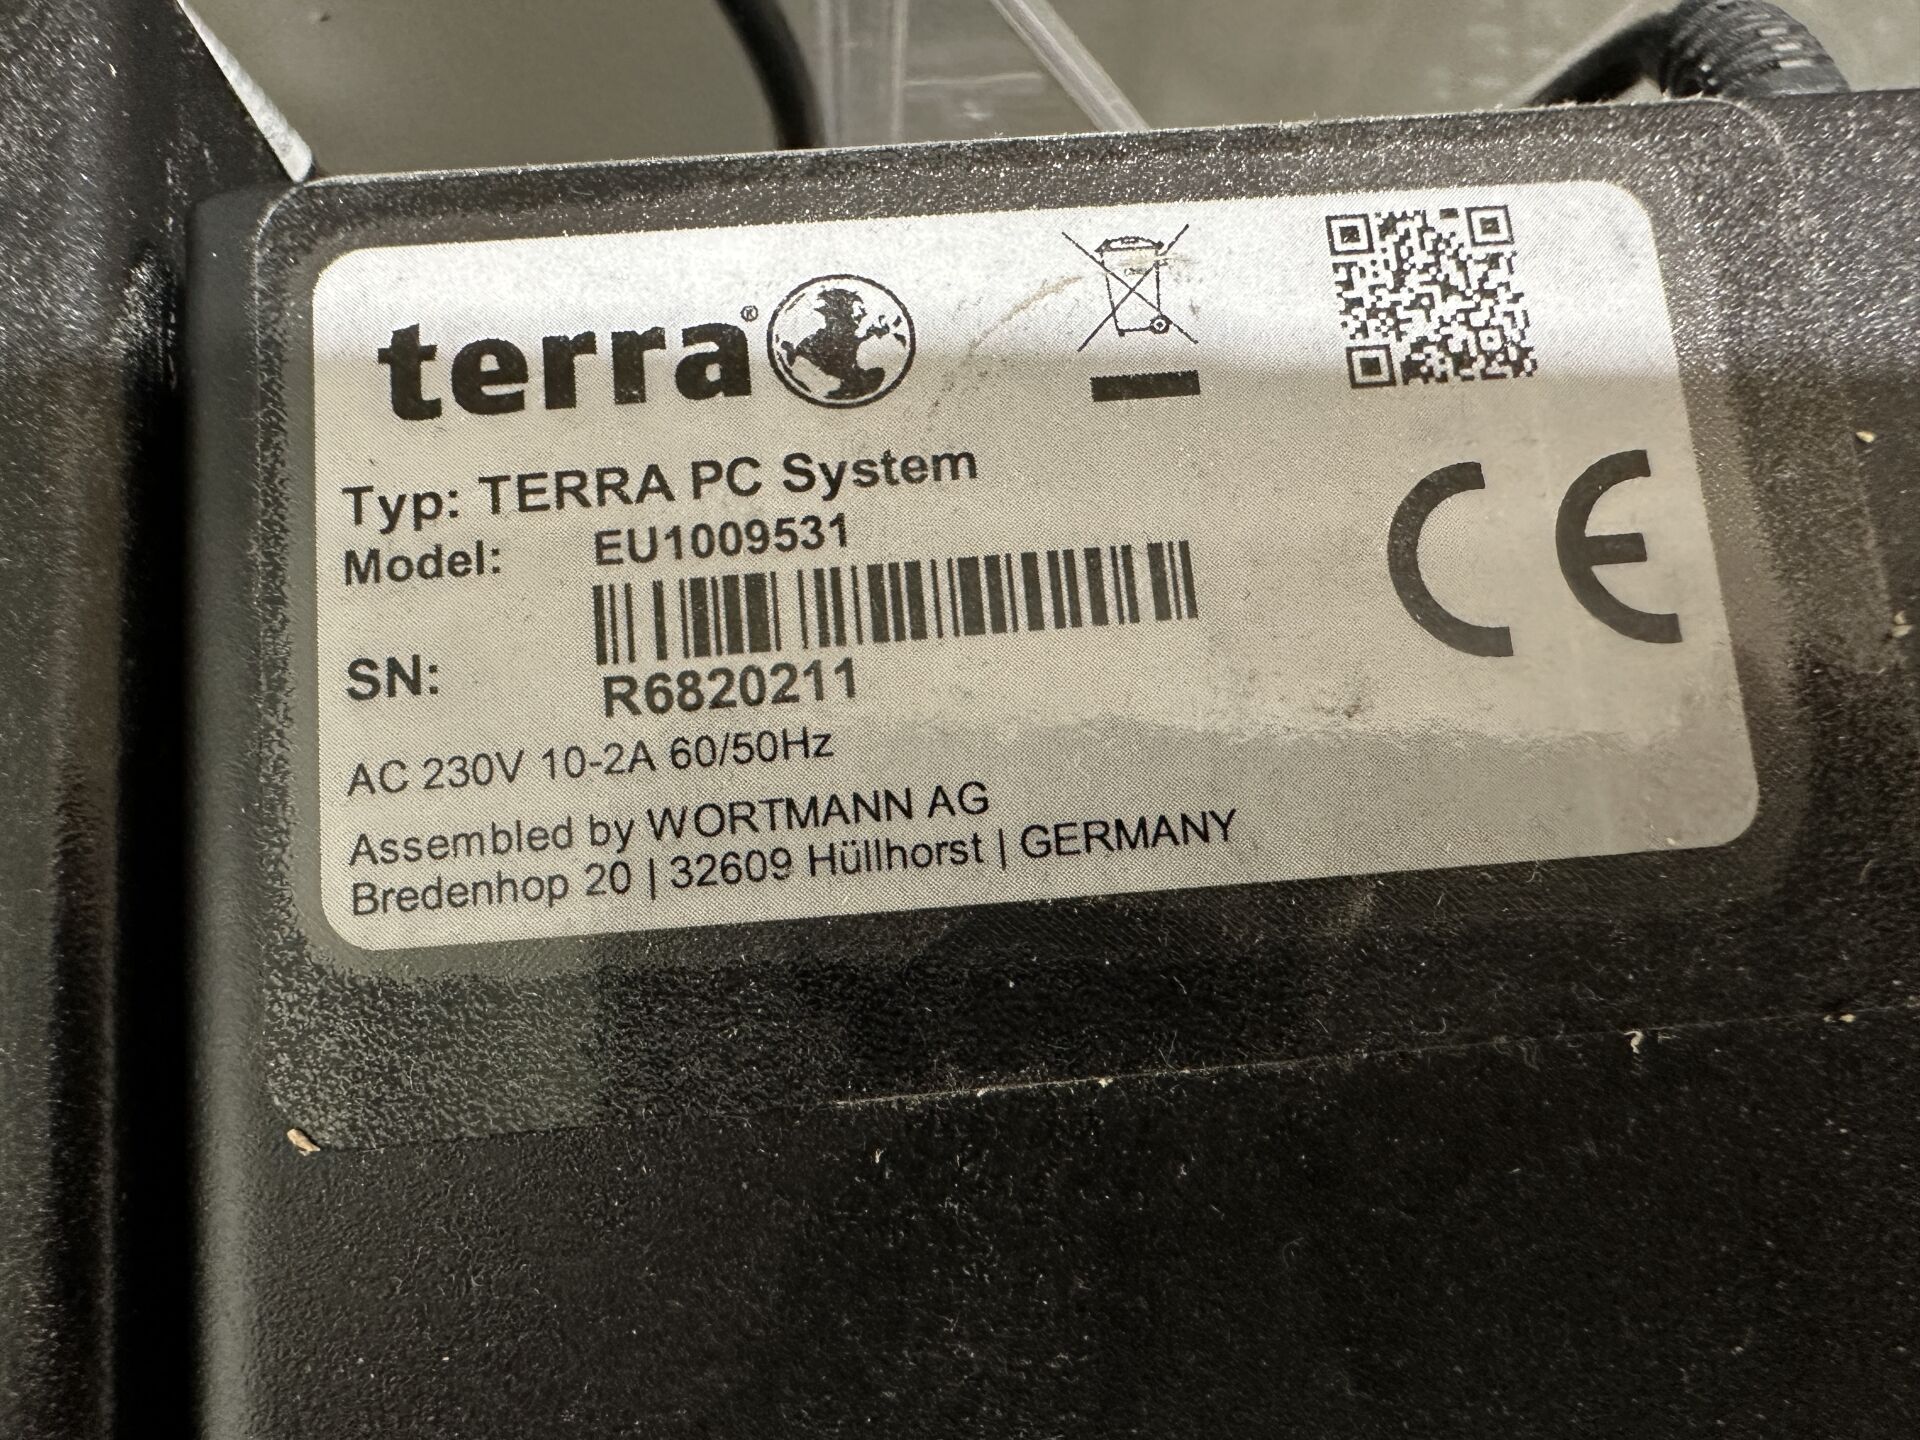 terra®
Typ: TERRA PC System
Model: EU1009531
SN: R6820211
AC 230V 10-2A 60/50Hz
Assembled by WORTMANN AG
Bredenhop 20 | 32609 Hüllhorst | GERMANY
CE